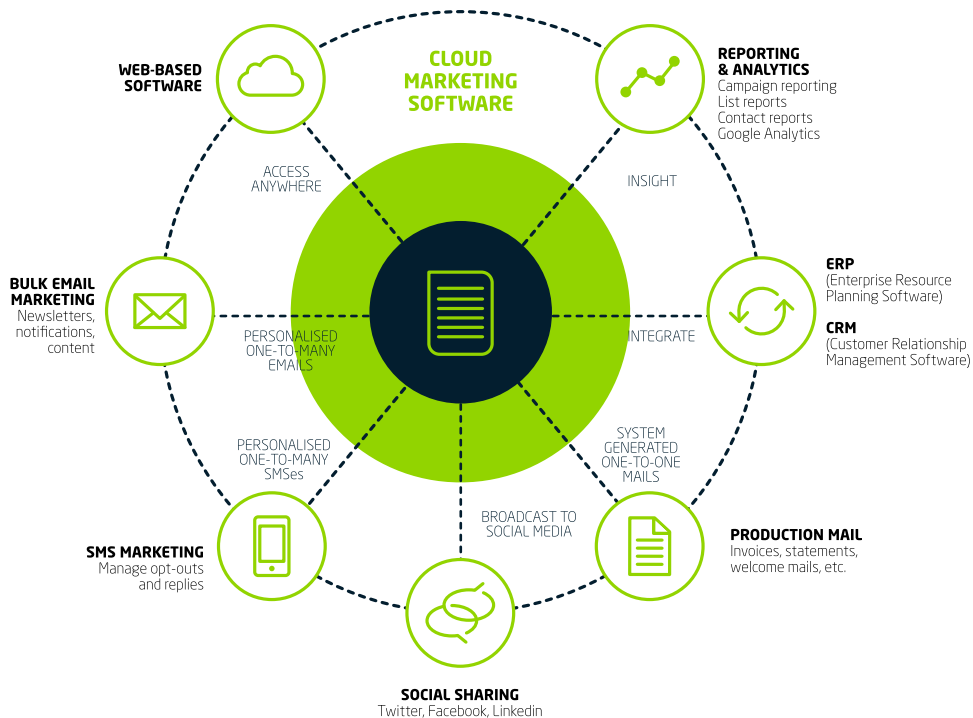 CLOUD
MARKETING
SOFTWARE
WEB-BASED
SOFTWARE
REPORTING
& ANALYTICS
Campaign reporting
List reports
Contact reports
Google Analytics
ACCESS
ANYWHERE
INSIGHT
BULK EMAIL
MARKETING
Newsletters,
notifications,
content
ERP
(Enterprise Resource
Planning Software)
CRM
(Customer Relationship
Management Software)
PERSONALISED
ONE-TO-MANY
EMAILS
INTEGRATE
PERSONALISED
ONE-TO-MANY
SMSes
SYSTEM
GENERATED
ONE-TO-ONE
MAILS
BROADCAST TO
SOCIAL MEDIA
SMS MARKETING
Manage opt-outs
and replies
PRODUCTION MAIL
Invoices, statements,
welcome mails, etc.
SOCIAL SHARING
Twitter, Facebook, Linkedin